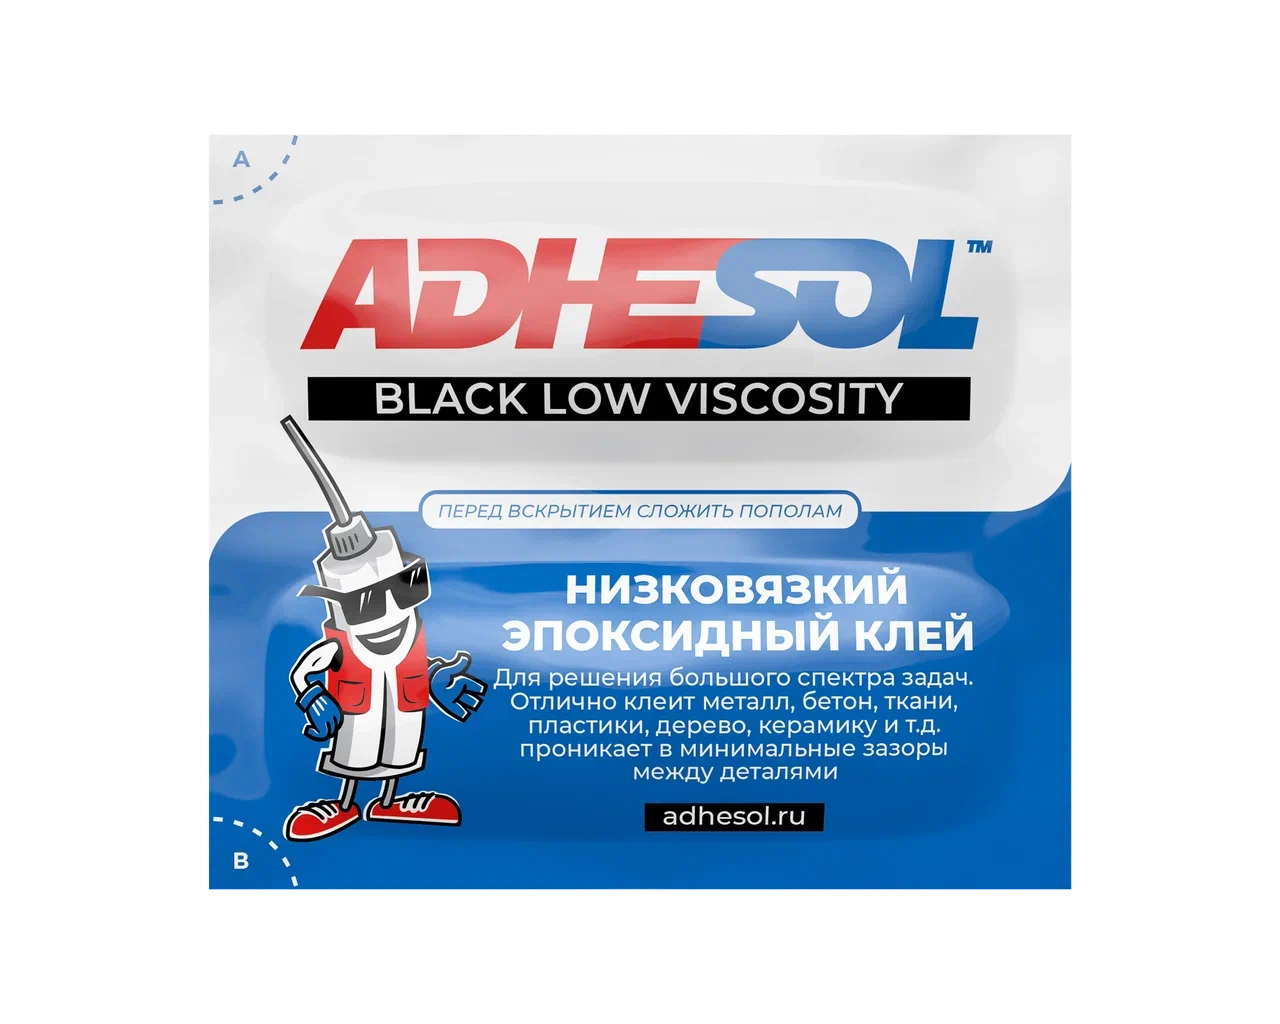 A
ADHESOL™
BLACK LOW VISCOSITY
ПЕРЕД ВСКРЫТИЕМ СЛОЖИТЬ ПОПОЛАМ
НИЗКОВЯЗКИЙ
ЭПОКСИДНЫЙ КЛЕЙ
Для решения большого спектра задач.
Отлично клеит металл, бетон, ткани,
пластики, дерево, керамику и т.д.
проникает в минимальные зазоры
между деталями
adhesol.ru
B